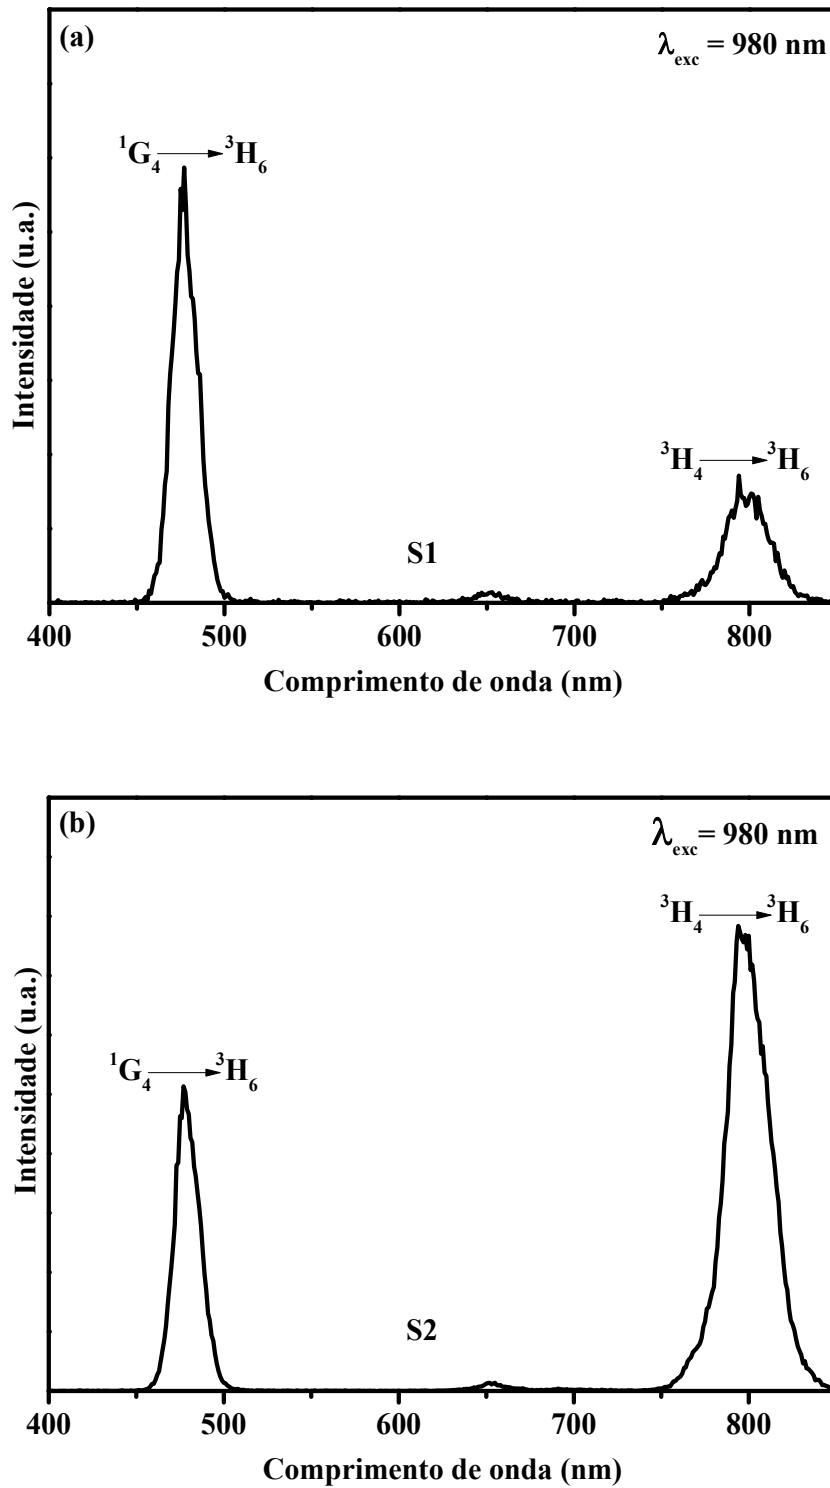 (a)
λexc = 980 nm
¹G₄ → ³H₆
³H₄ → ³H₆
S1
Intensidade (u.a.)
400 500 600 700 800
Comprimento de onda (nm)
(b)
λexc = 980 nm
³H₄ → ³H₆
¹G₄ → ³H₆
S2
Intensidade (u.a.)
400 500 600 700 800
Comprimento de onda (nm)